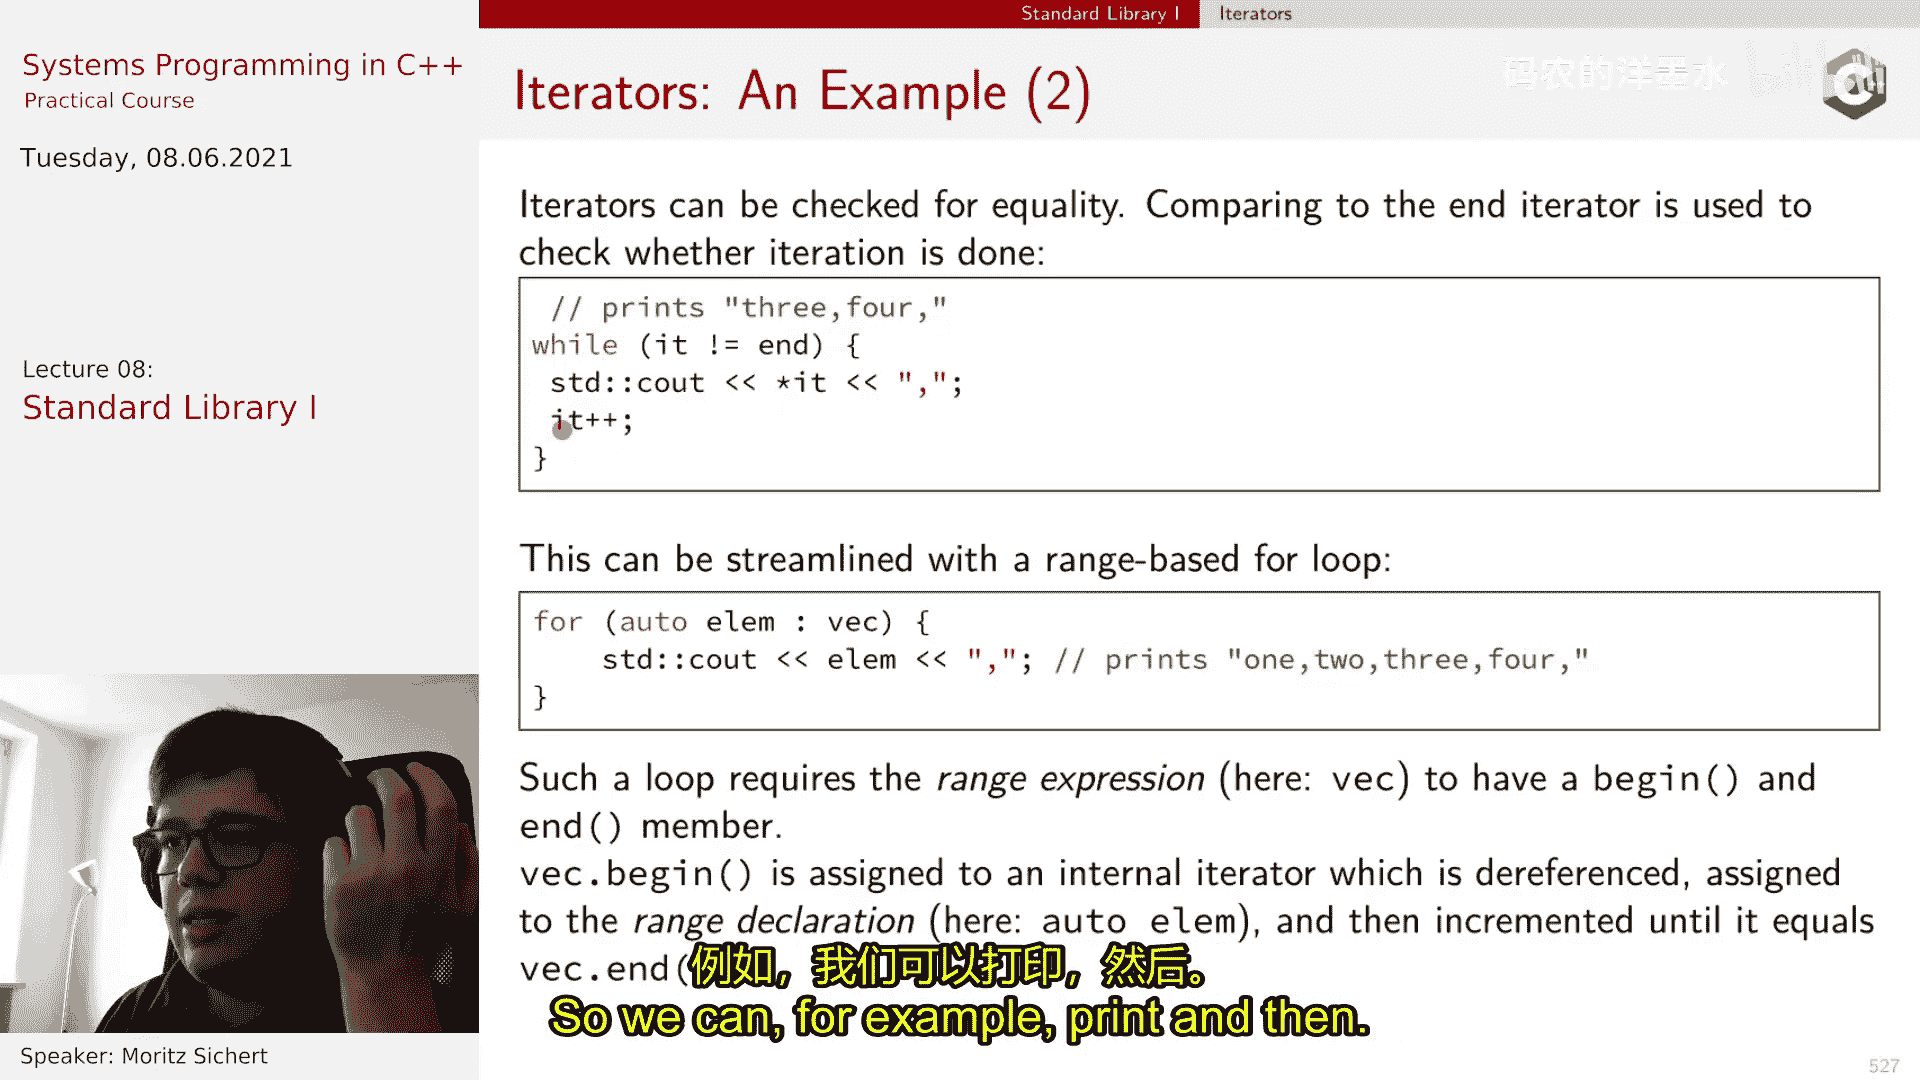 Standard Library I
Iterators
Systems Programming in C++
Practical Course
Tuesday, 08.06.2021
Lecture 08:
Standard Library I
Iterators: An Example (2)
码农的洋墨水
Iterators can be checked for equality. Comparing to the end iterator is used to
check whether iteration is done:
// prints "three,four,"
while (it != end) {
std::cout << *it << ",";
it++;
}
This can be streamlined with a range-based for loop:
for (auto elem : vec) {
std::cout << elem << ","; // prints "one,two,three,four,"
}
Such a loop requires the range expression (here: vec) to have a begin() and
end() member.
vec.begin() is assigned to an internal iterator which is dereferenced, assigned
to the range declaration (here: auto elem), and then incremented until it equals
vec.end(
例如，我们可以打印，然后。
So we can, for example, print and then.
Speaker: Moritz Sichert
527